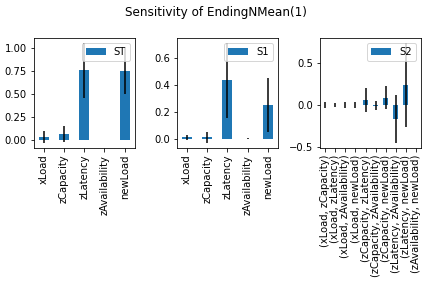 Sensitivity of EndingNMean(1)
ST
1.00
0.75
0.50
0.25
0.00
xLoad
zCapacity
zLatency
zAvailability
newLoad
S1
0.6
0.4
0.2
0.0
xLoad
zCapacity
zLatency
zAvailability
newLoad
S2
0.5
0.0
−0.5
(xLoad, zCapacity)
(xLoad, zLatency)
(xLoad, zAvailability)
(xLoad, newLoad)
(zCapacity, zLatency)
(zCapacity, zAvailability)
(zCapacity, newLoad)
(zLatency, zAvailability)
(zLatency, newLoad)
(zAvailability, newLoad)